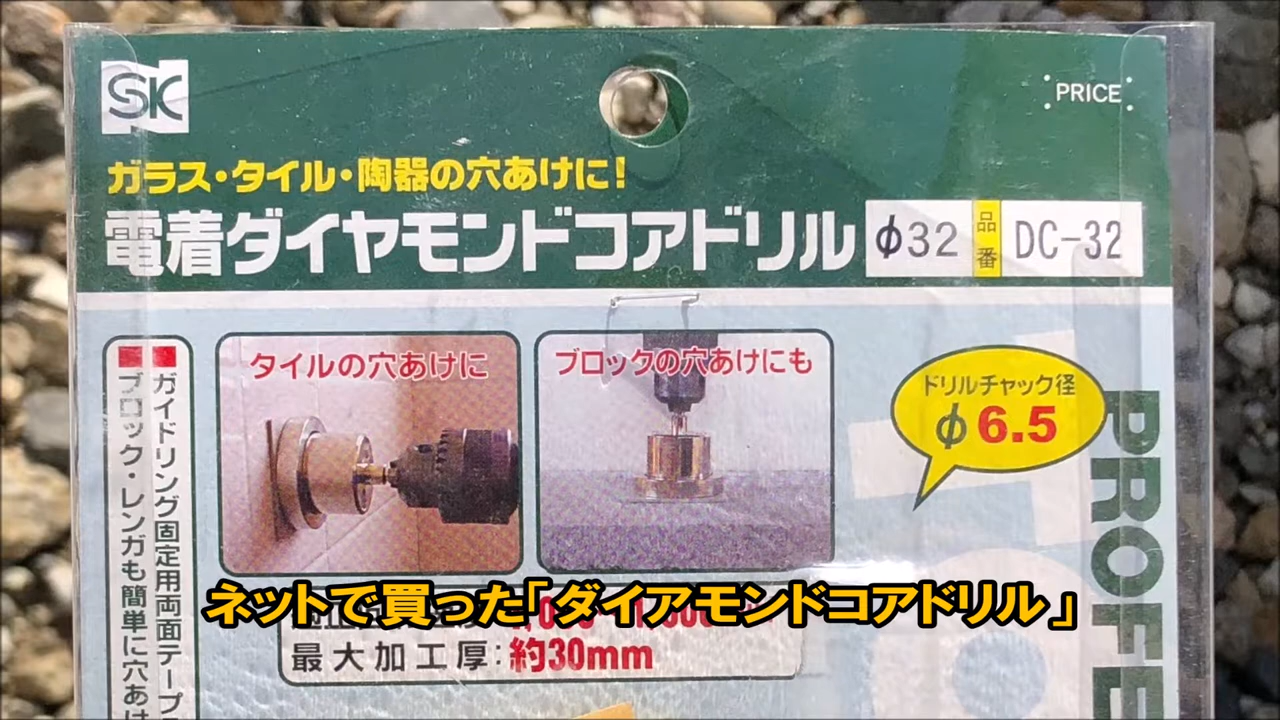 SK
PRICE
ガラス・タイル・陶器の穴あけに!
電着ダイヤモンドコアドリル
φ32
品番
DC-32
ガイドリング固定用両面テープ
ブロック・レンガも簡単に穴あけ
タイルの穴あけに
ブロックの穴あけにも
ドリルチャック径
φ6.5
PROFE
ネットで買った「ダイアモンドコアドリル」
最大加工厚:約30mm